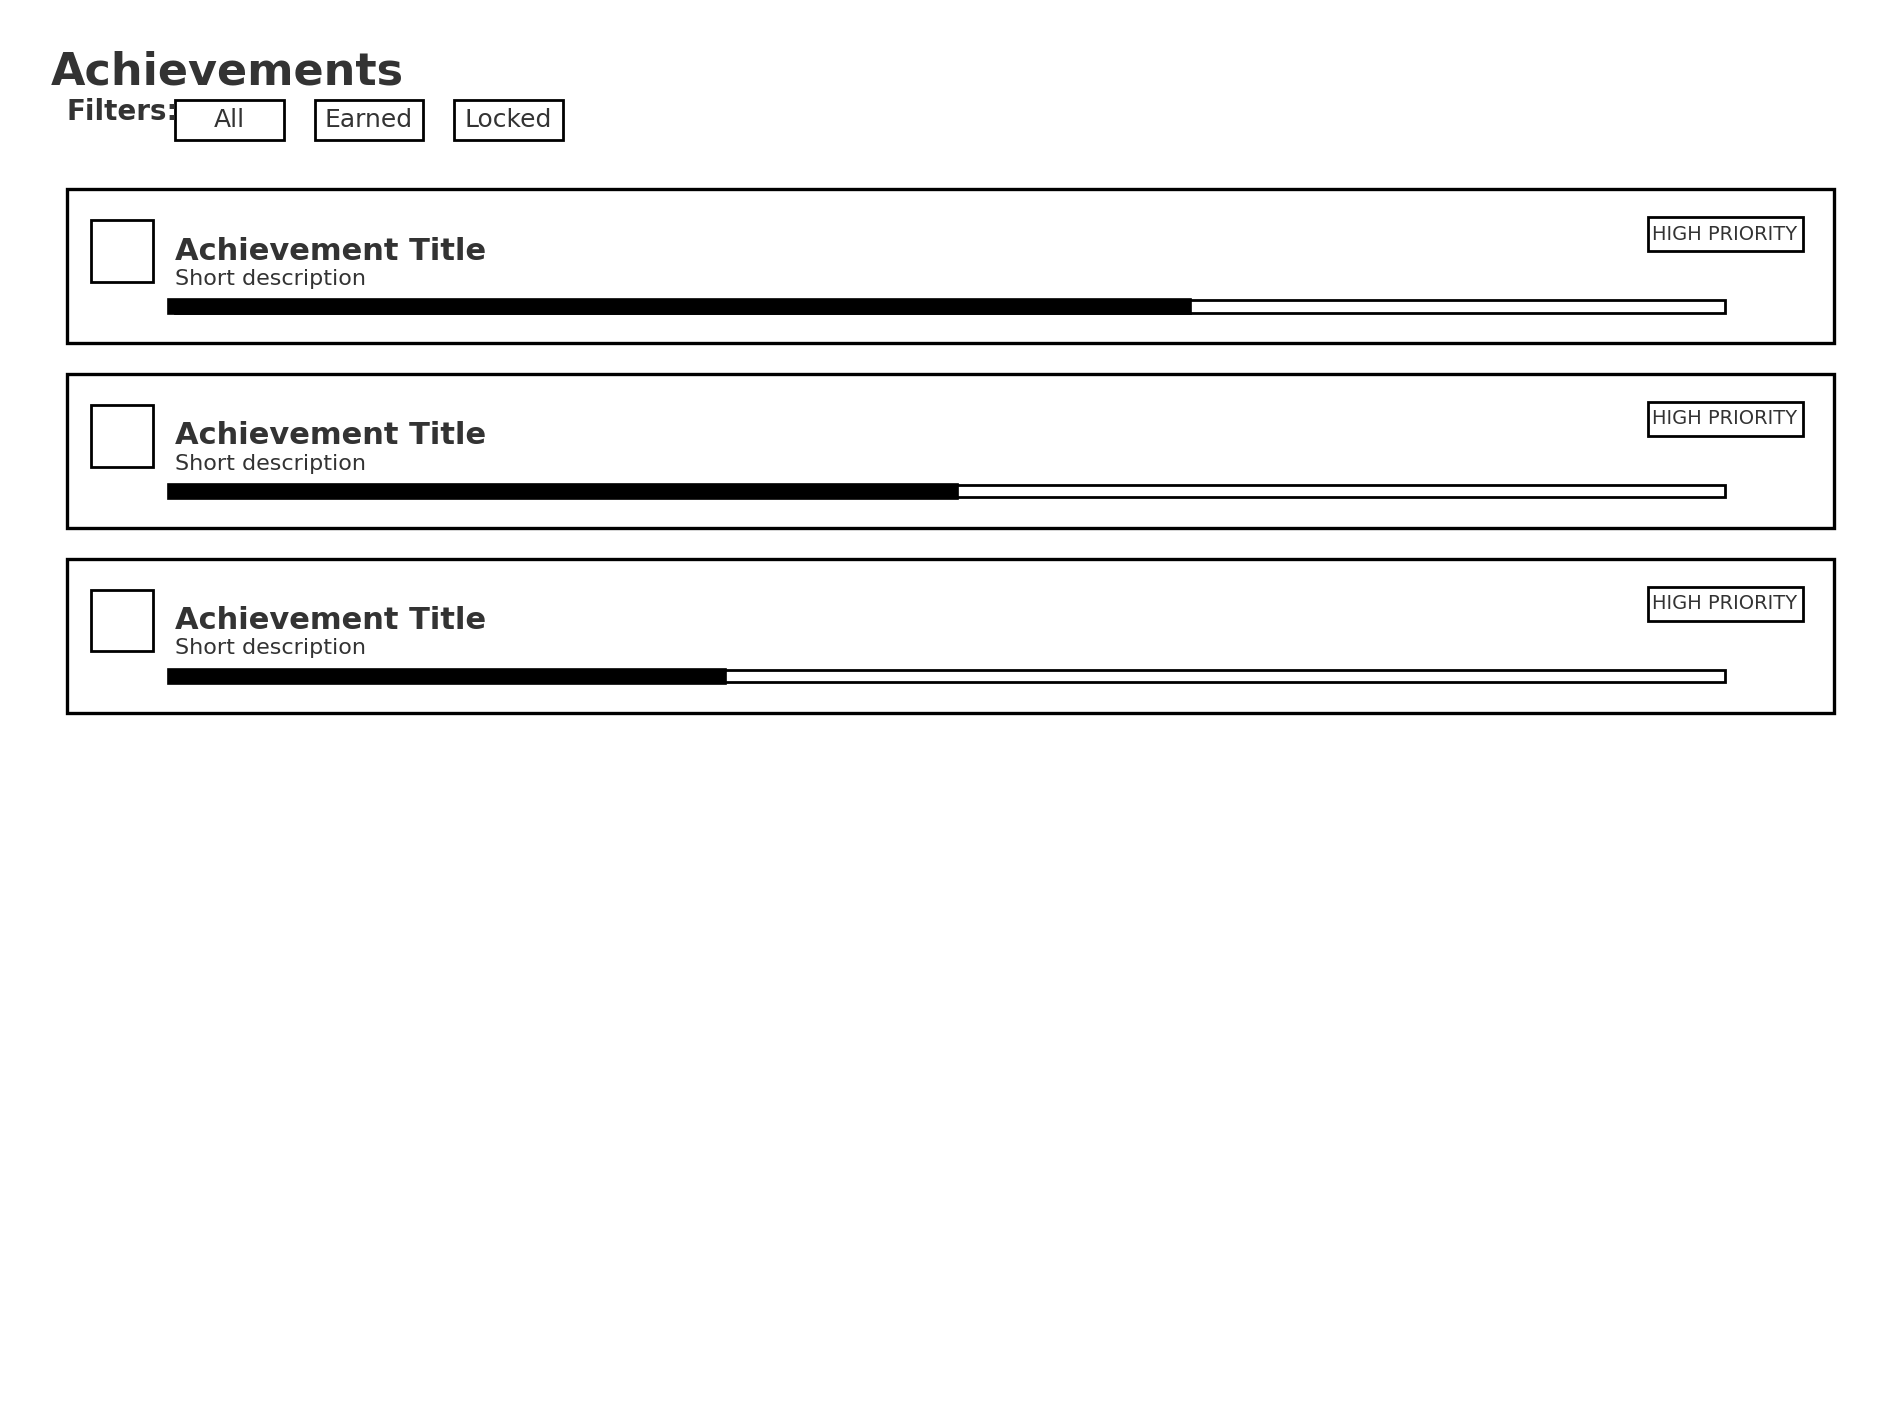 Achievements
Filters: All Earned Locked
Achievement Title HIGH PRIORITY
Short description
Achievement Title HIGH PRIORITY
Short description
Achievement Title HIGH PRIORITY
Short description